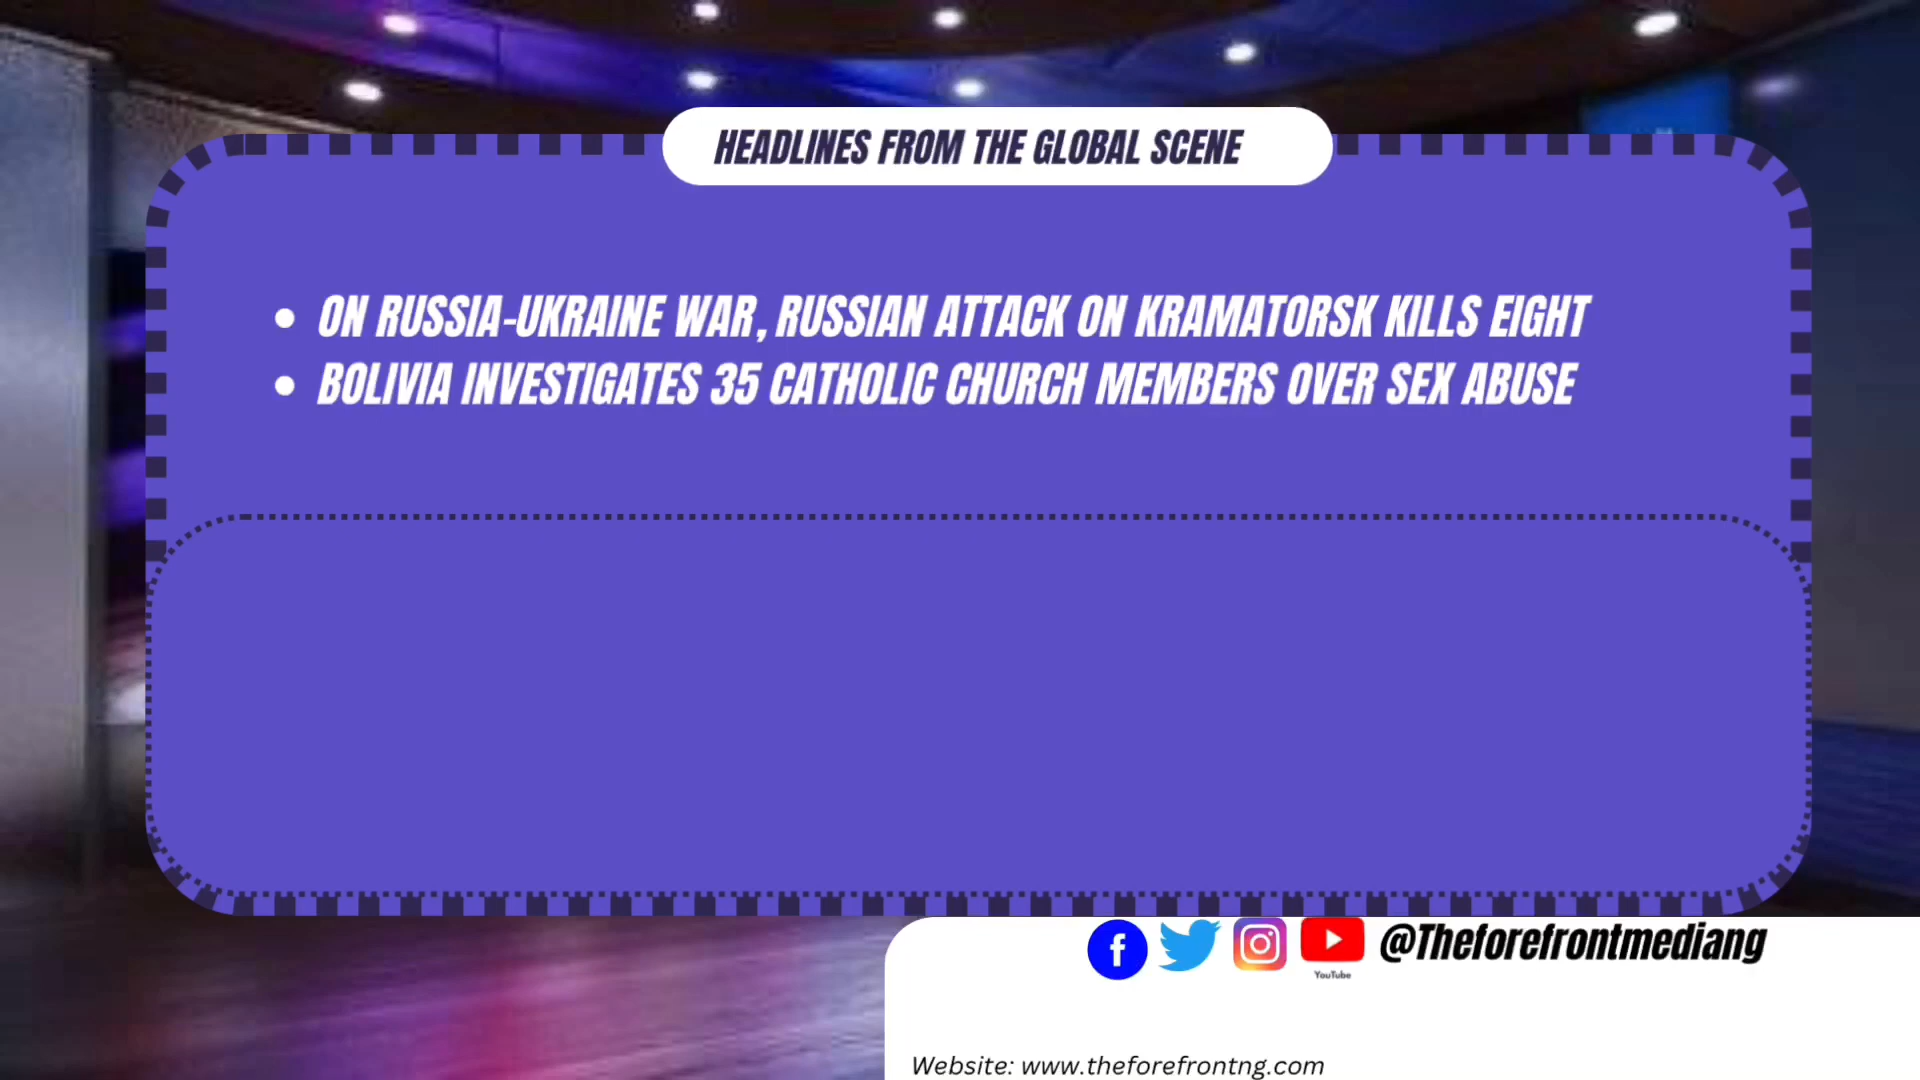 HEADLINES FROM THE GLOBAL SCENE
• ON RUSSIA-UKRAINE WAR, RUSSIAN ATTACK ON KRAMATORSK KILLS EIGHT
• BOLIVIA INVESTIGATES 35 CATHOLIC CHURCH MEMBERS OVER SEX ABUSE
@Theforefrontmediang
YouTube
Website: www.theforefrontng.com